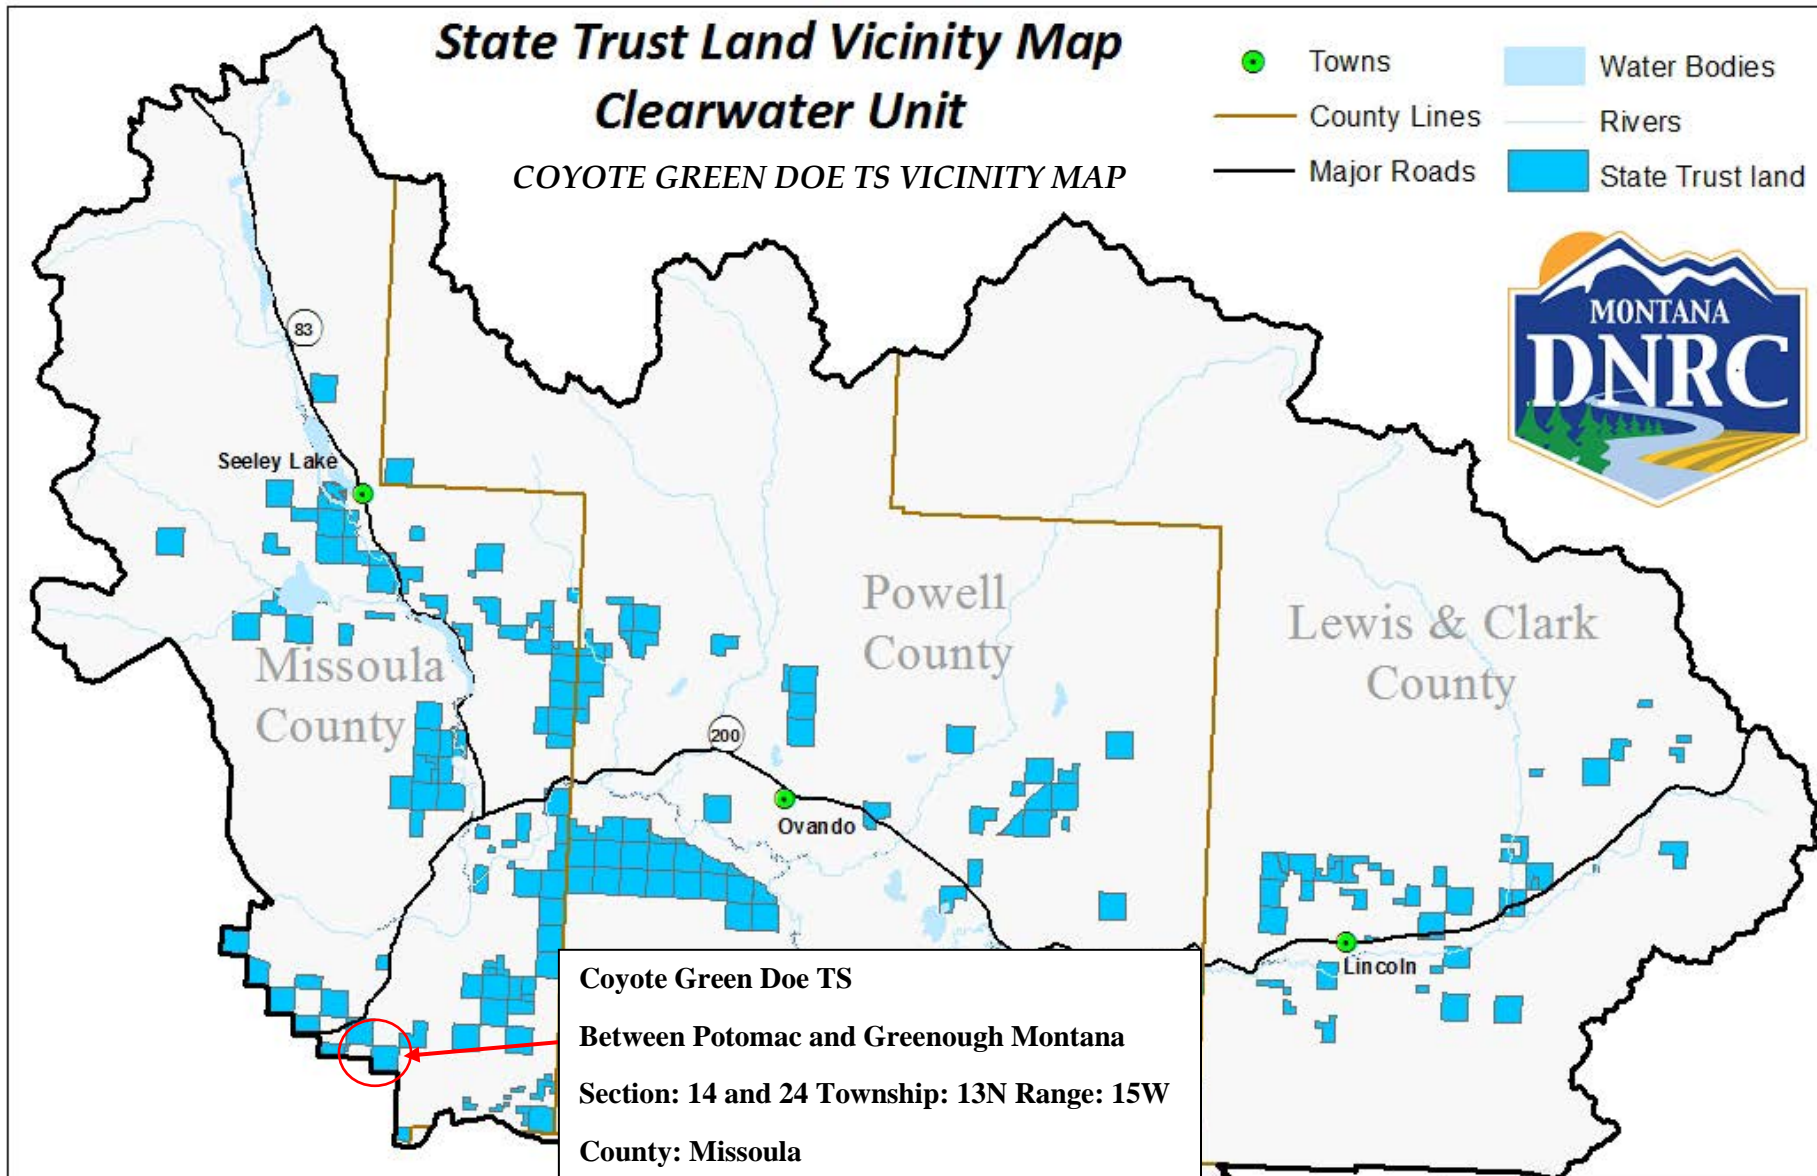 State Trust Land Vicinity Map
Clearwater Unit
COYOTE GREEN DOE TS VICINITY MAP
Towns
County Lines
Major Roads
Water Bodies
Rivers
State Trust land
MONTANA
DNRC
83
Seeley Lake
Missoula
County
Powell
County
Lewis & Clark
County
200
Ovando
Lincoln
Coyote Green Doe TS
Between Potomac and Greenough Montana
Section: 14 and 24 Township: 13N Range: 15W
County: Missoula